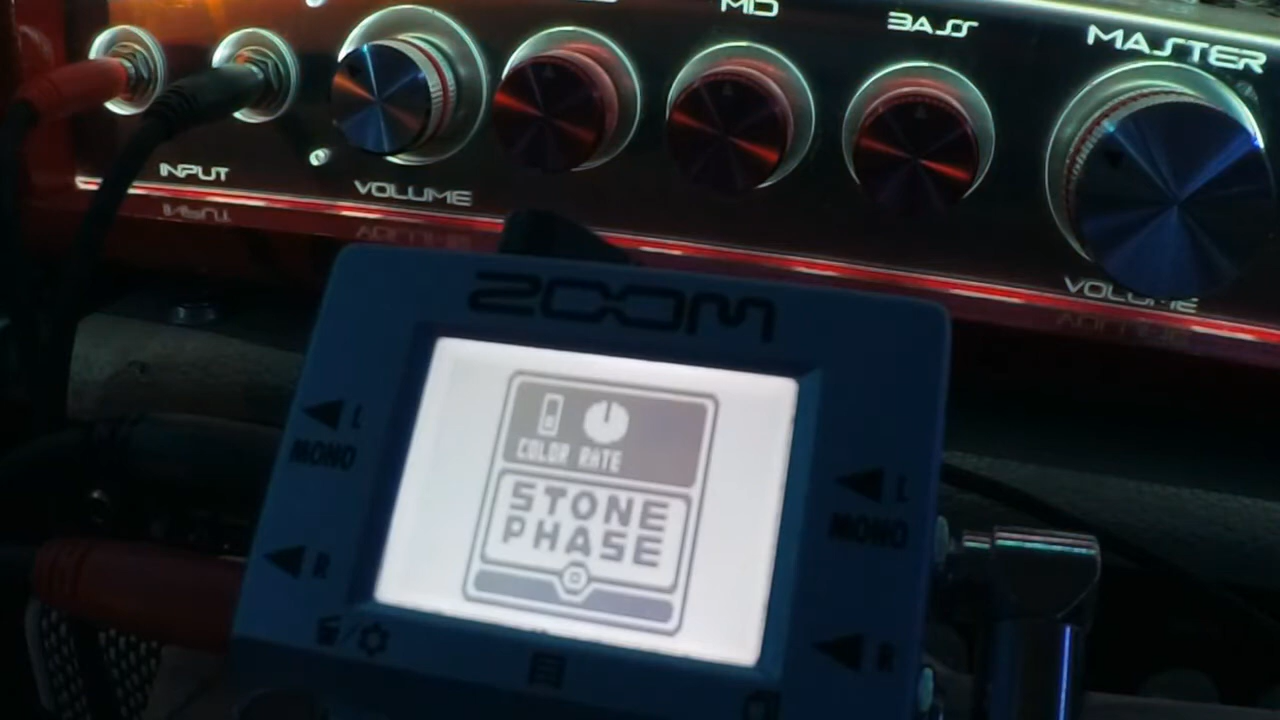 MID
BASS
MASTER
INPUT
VOLUME
VOLUME
ZOOM
L
MONO
R
COLOR RATE
STONE
PHASE
L
MONO
R